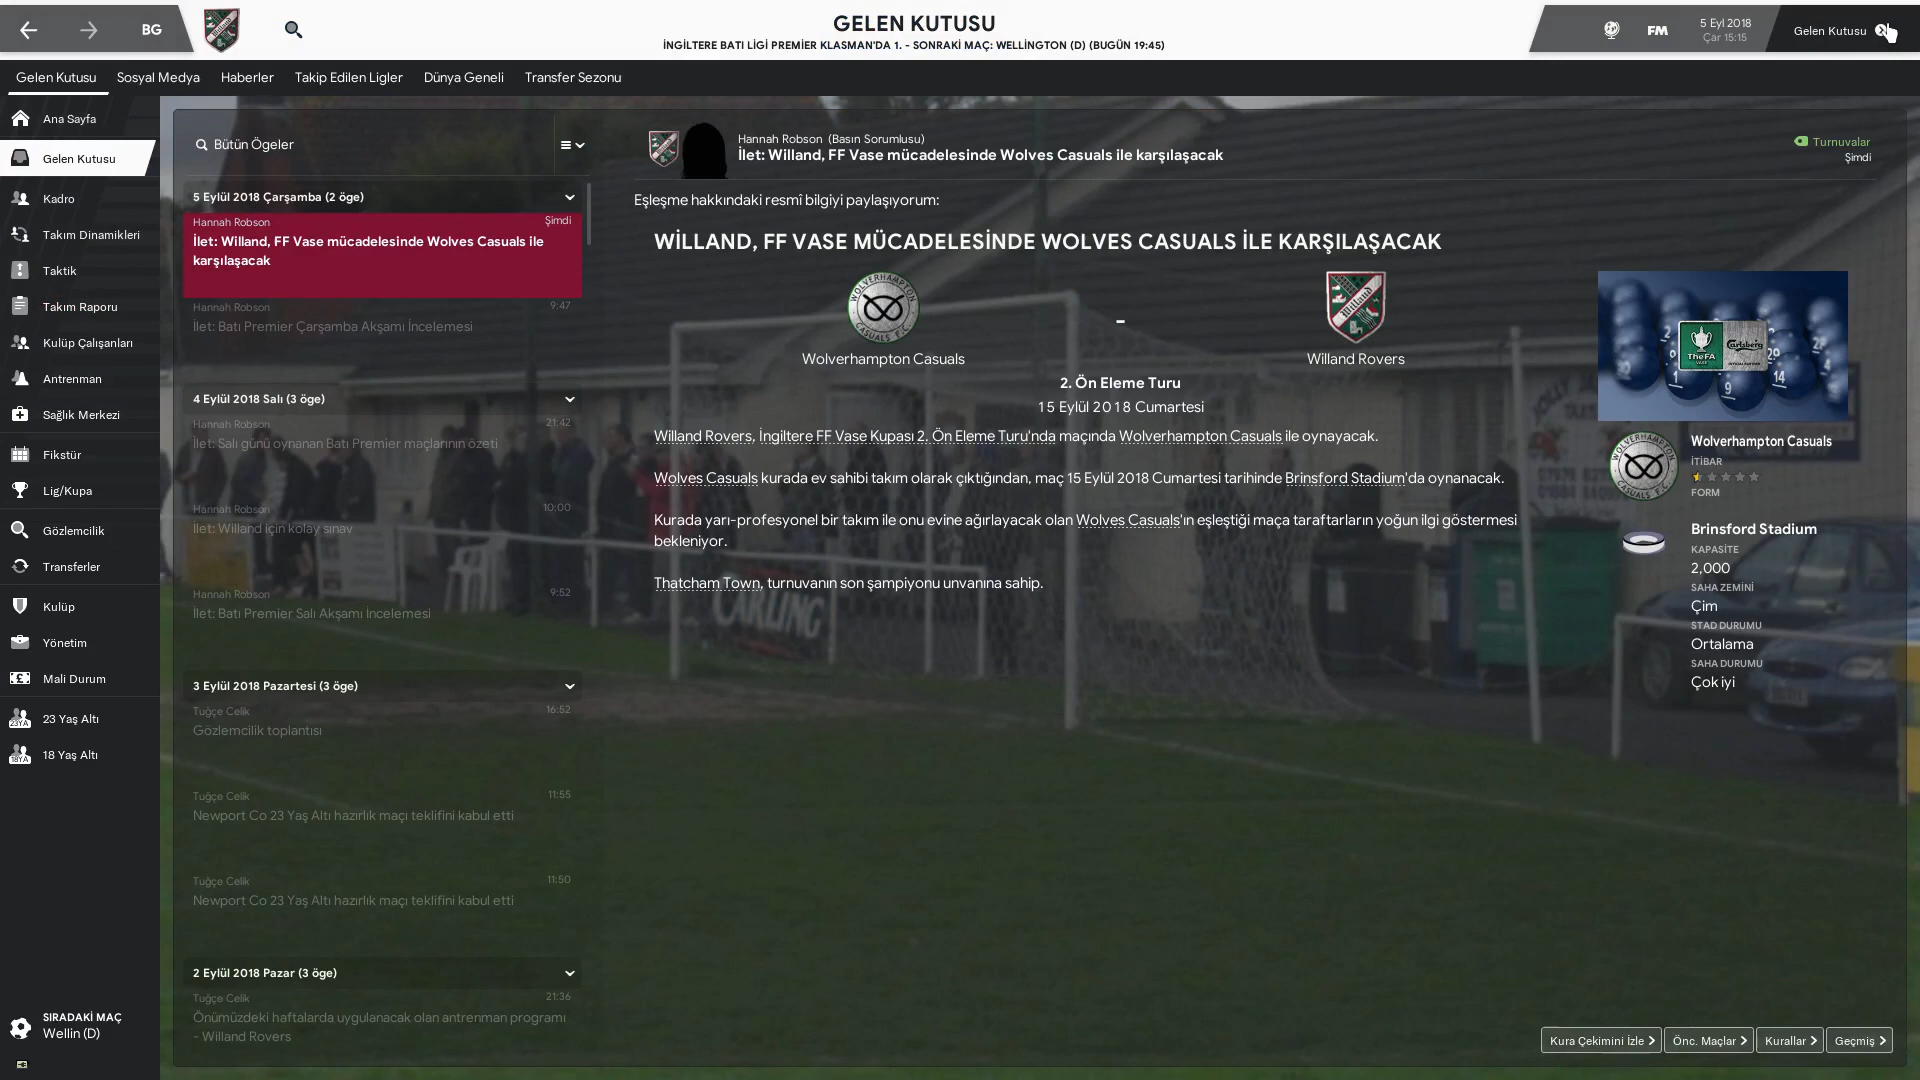 BG
GELEN KUTUSU
İNGİLTERE BATI LİGİ PREMİER KLASMAN'DA 1. - SONRAKİ MAÇ: WELLİNGTON (D) (BUGÜN 19:45)
FM
5 Eyl 2018
Çar 15:15
Gelen Kutusu
Gelen Kutusu
Sosyal Medya
Haberler
Takip Edilen Ligler
Dünya Geneli
Transfer Sezonu
Ana Sayfa
Gelen Kutusu
Kadro
Takım Dinamikleri
Taktik
Takım Raporu
Kulüp Çalışanları
Antrenman
Sağlık Merkezi
Fikstür
Lig/Kupa
Gözlemcilik
Transferler
Kulüp
Yönetim
Mali Durum
23YA
23 Yaş Altı
18YA
18 Yaş Altı
SIRADAKİ MAÇ
Wellin (D)
Bütün Ögeler
5 Eylül 2018 Çarşamba (2 öge)
Hannah Robson Şimdi
İlet: Willand, FF Vase mücadelesinde Wolves Casuals ile
karşılaşacak
Hannah Robson 9:47
İlet: Batı Premier Çarşamba Akşamı İncelemesi
4 Eylül 2018 Salı (3 öge)
Hannah Robson 21:42
İlet: Salı günü oynanan Batı Premier maçlarının özeti
Hannah Robson 10:00
İlet: Willand için kolay sınav
Hannah Robson 9:52
İlet: Batı Premier Salı Akşamı İncelemesi
3 Eylül 2018 Pazartesi (3 öge)
Tuğçe Celik 16:52
Gözlemcilik toplantısı
Tuğçe Celik 11:55
Newport Co 23 Yaş Altı hazırlık maçı teklifini kabul etti
Tuğçe Celik 11:50
Newport Co 23 Yaş Altı hazırlık maçı teklifini kabul etti
2 Eylül 2018 Pazar (3 öge)
Tuğçe Celik 21:36
Önümüzdeki haftalarda uygulanacak olan antrenman programı
- Willand Rovers
Hannah Robson (Basın Sorumlusu)
İlet: Willand, FF Vase mücadelesinde Wolves Casuals ile karşılaşacak
Turnuvalar
Şimdi
Eşleşme hakkındaki resmî bilgiyi paylaşıyorum:
WİLLAND, FF VASE MÜCADELESİNDE WOLVES CASUALS İLE KARŞILAŞACAK
-
Wolverhampton Casuals
Willand Rovers
2. Ön Eleme Turu
15 Eylül 2018 Cumartesi
Willand Rovers, İngiltere FF Vase Kupası 2. Ön Eleme Turu'nda maçında Wolverhampton Casuals ile oynayacak.
Wolves Casuals kurada ev sahibi takım olarak çıktığından, maç 15 Eylül 2018 Cumartesi tarihinde Brinsford Stadium'da oynanacak.
Kurada yarı-profesyonel bir takım ile onu evine ağırlayacak olan Wolves Casuals'ın eşleştiği maça taraftarların yoğun ilgi göstermesi
bekleniyor.
Thatcham Town, turnuvanın son şampiyonu unvanına sahip.
TheFA
Carlsberg
Wolverhampton Casuals
İTİBAR
FORM
Brinsford Stadium
KAPASİTE
2,000
SAHA ZEMİNİ
Çim
STAD DURUMU
Ortalama
SAHA DURUMU
Çok iyi
Kura Çekimini İzle
Önc. Maçlar
Kurallar
Geçmiş